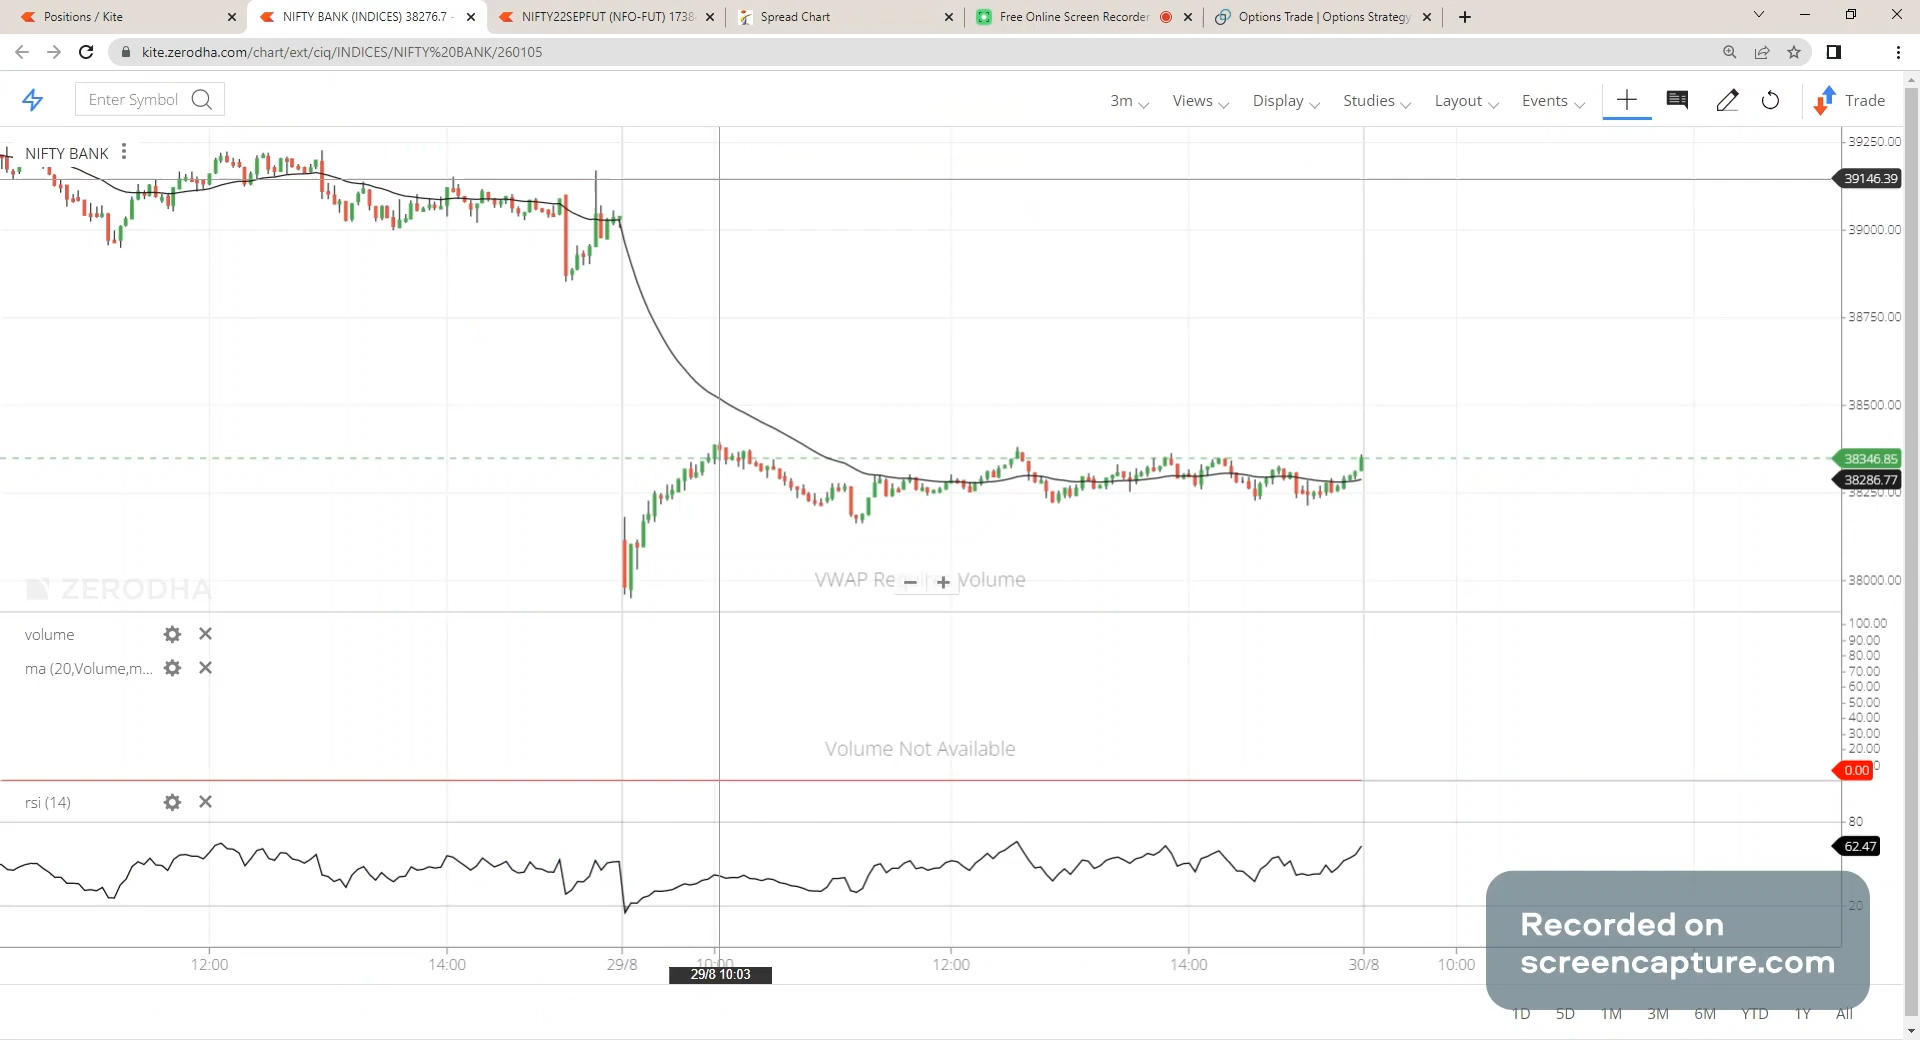 Positions / Kite
NIFTY BANK (INDICES) 38276.7 -
NIFTY22SEPFUT (NFO-FUT) 1738
Spread Chart
Free Online Screen Recorder
Options Trade | Options Strategy
kite.zerodha.com/chart/ext/ciq/INDICES/NIFTY%20BANK/260105
Enter Symbol
3m
Views
Display
Studies
Layout
Events
Trade
NIFTY BANK
39250.00
39146.39
39000.00
38750.00
38500.00
38346.85
38286.77
38250.00
38000.00
ZERODHA
VWAP Re
Volume
volume
ma (20,Volume,m...
100.00
90.00
80.00
70.00
60.00
50.00
40.00
30.00
20.00
0.00
Volume Not Available
rsi (14)
80
62.47
20
12:00
14:00
29/8
10:00
12:00
14:00
30/8
10:00
29/8 10:03
Recorded on
screencapture.com
1D
5D
1M
3M
6M
YTD
1Y
All